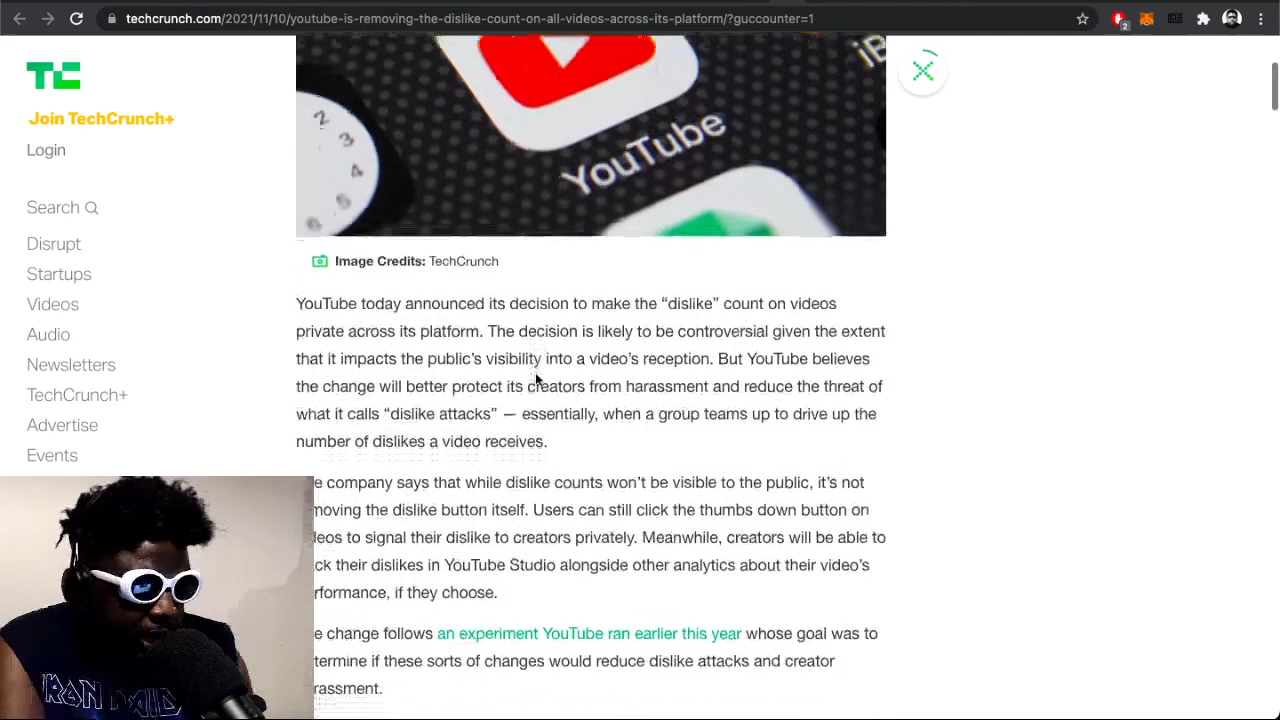 techcrunch.com/2021/11/10/youtube-is-removing-the-dislike-count-on-all-videos-across-its-platform/?guccounter=1
2
TC
Join TechCrunch+
Login
Search
Disrupt
Startups
Videos
Audio
Newsletters
TechCrunch+
Advertise
Events
2
3
4
5
6
iB
YouTube
Image Credits: TechCrunch
YouTube today announced its decision to make the “dislike” count on videos
private across its platform. The decision is likely to be controversial given the extent
that it impacts the public’s visibility into a video’s reception. But YouTube believes
the change will better protect its creators from harassment and reduce the threat of
what it calls “dislike attacks” — essentially, when a group teams up to drive up the
number of dislikes a video receives.
e company says that while dislike counts won’t be visible to the public, it’s not
moving the dislike button itself. Users can still click the thumbs down button on
deos to signal their dislike to creators privately. Meanwhile, creators will be able to
ck their dislikes in YouTube Studio alongside other analytics about their video’s
rformance, if they choose.
e change follows an experiment YouTube ran earlier this year whose goal was to
termine if these sorts of changes would reduce dislike attacks and creator
rassment.
IRON MAIDEN